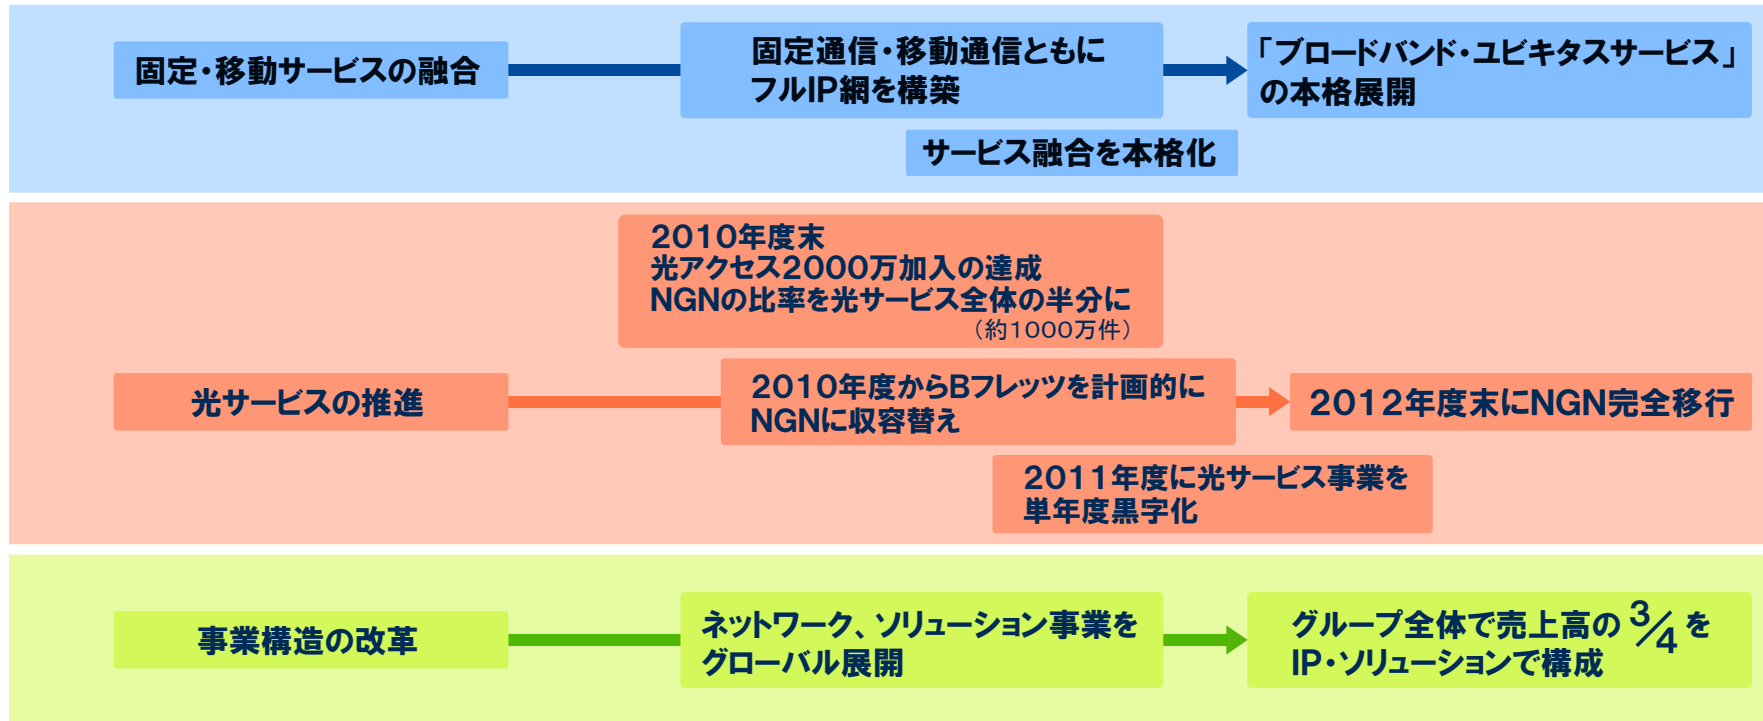 固定・移動サービスの融合
固定通信・移動通信ともに
フルIP網を構築
「ブロードバンド・ユビキタスサービス」
の本格展開
サービス融合を本格化
2010年度末
光アクセス2000万加入の達成
NGNの比率を光サービス全体の半分に
（約1000万件）
光サービスの推進
2010年度からBフレッツを計画的に
NGNに収容替え
2012年度末にNGN完全移行
2011年度に光サービス事業を
単年度黒字化
事業構造の改革
ネットワーク、ソリューション事業を
グローバル展開
グループ全体で売上高の3/4を
IP・ソリューションで構成